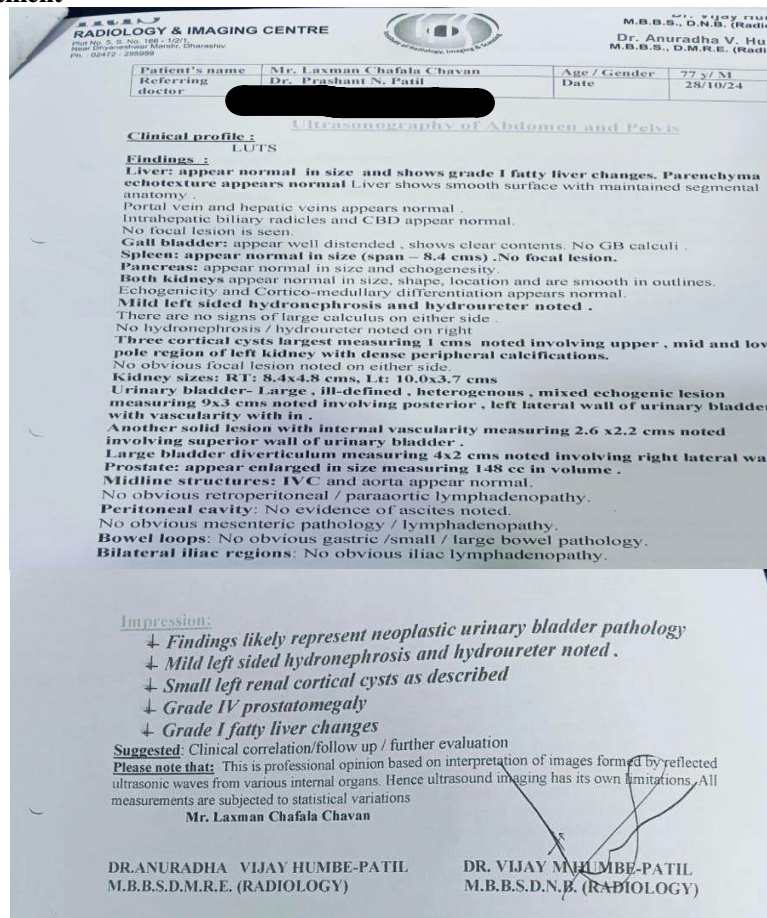 RADIOLOGY & IMAGING CENTRE
Plot No. 5, S. No. 166 - 1/2/1,
Near Dhyaneshwar Mandir, Dharashiv.
Ph. : 02472 - 295959
M.B.B.S., D.N.B. (Radi
Dr. Anuradha V. Hu
M.B.B.S., D.M.R.E. (Radi
Patient's name Mr. Laxman Chafala Chavan Age / Gender 77 y/ M
Referring doctor Dr. Prashant N. Patil Date 28/10/24
Ultrasonography of Abdomen and Pelvis
Clinical profile :
LUTS
Findings :
Liver: appear normal in size and shows grade I fatty liver changes. Parenchyma
echotexture appears normal Liver shows smooth surface with maintained segmental
anatomy .
Portal vein and hepatic veins appears normal .
Intrahepatic biliary radicles and CBD appear normal.
No focal lesion is seen.
Gall bladder: appear well distended , shows clear contents. No GB calculi .
Spleen: appear normal in size (span – 8.4 cms) .No focal lesion.
Pancreas: appear normal in size and echogenesity.
Both kidneys appear normal in size, shape, location and are smooth in outlines.
Echogenicity and Cortico-medullary differentiation appears normal.
Mild left sided hydronephrosis and hydroureter noted .
There are no signs of large calculus on either side .
No hydronephrosis / hydroureter noted on right
Three cortical cysts largest measuring 1 cms noted involving upper , mid and low
pole region of left kidney with dense peripheral calcifications.
No obvious focal lesion noted on either side.
Kidney sizes: RT: 8.4x4.8 cms, Lt: 10.0x3.7 cms
Urinary bladder- Large , ill-defined , heterogenous , mixed echogenic lesion
measuring 9x3 cms noted involving posterior , left lateral wall of urinary bladde
with vascularity with in .
Another solid lesion with internal vascularity measuring 2.6 x2.2 cms noted
involving superior wall of urinary bladder .
Large bladder diverticulum measuring 4x2 cms noted involving right lateral wa
Prostate: appear enlarged in size measuring 148 cc in volume .
Midline structures: IVC and aorta appear normal.
No obvious retroperitoneal / paraaortic lymphadenopathy.
Peritoneal cavity: No evidence of ascites noted.
No obvious mesenteric pathology / lymphadenopathy.
Bowel loops: No obvious gastric /small / large bowel pathology.
Bilateral iliac regions: No obvious iliac lymphadenopathy.
Impression:
Findings likely represent neoplastic urinary bladder pathology
Mild left sided hydronephrosis and hydroureter noted .
Small left renal cortical cysts as described
Grade IV prostatomegaly
Grade I fatty liver changes
Suggested: Clinical correlation/follow up / further evaluation
Please note that: This is professional opinion based on interpretation of images formed by reflected
ultrasonic waves from various internal organs. Hence ultrasound imaging has its own limitations. All
measurements are subjected to statistical variations
Mr. Laxman Chafala Chavan
DR.ANURADHA VIJAY HUMBE-PATIL DR. VIJAY M HUMBE-PATIL
M.B.B.S.D.M.R.E. (RADIOLOGY) M.B.B.S.D.N.B. (RADIOLOGY)